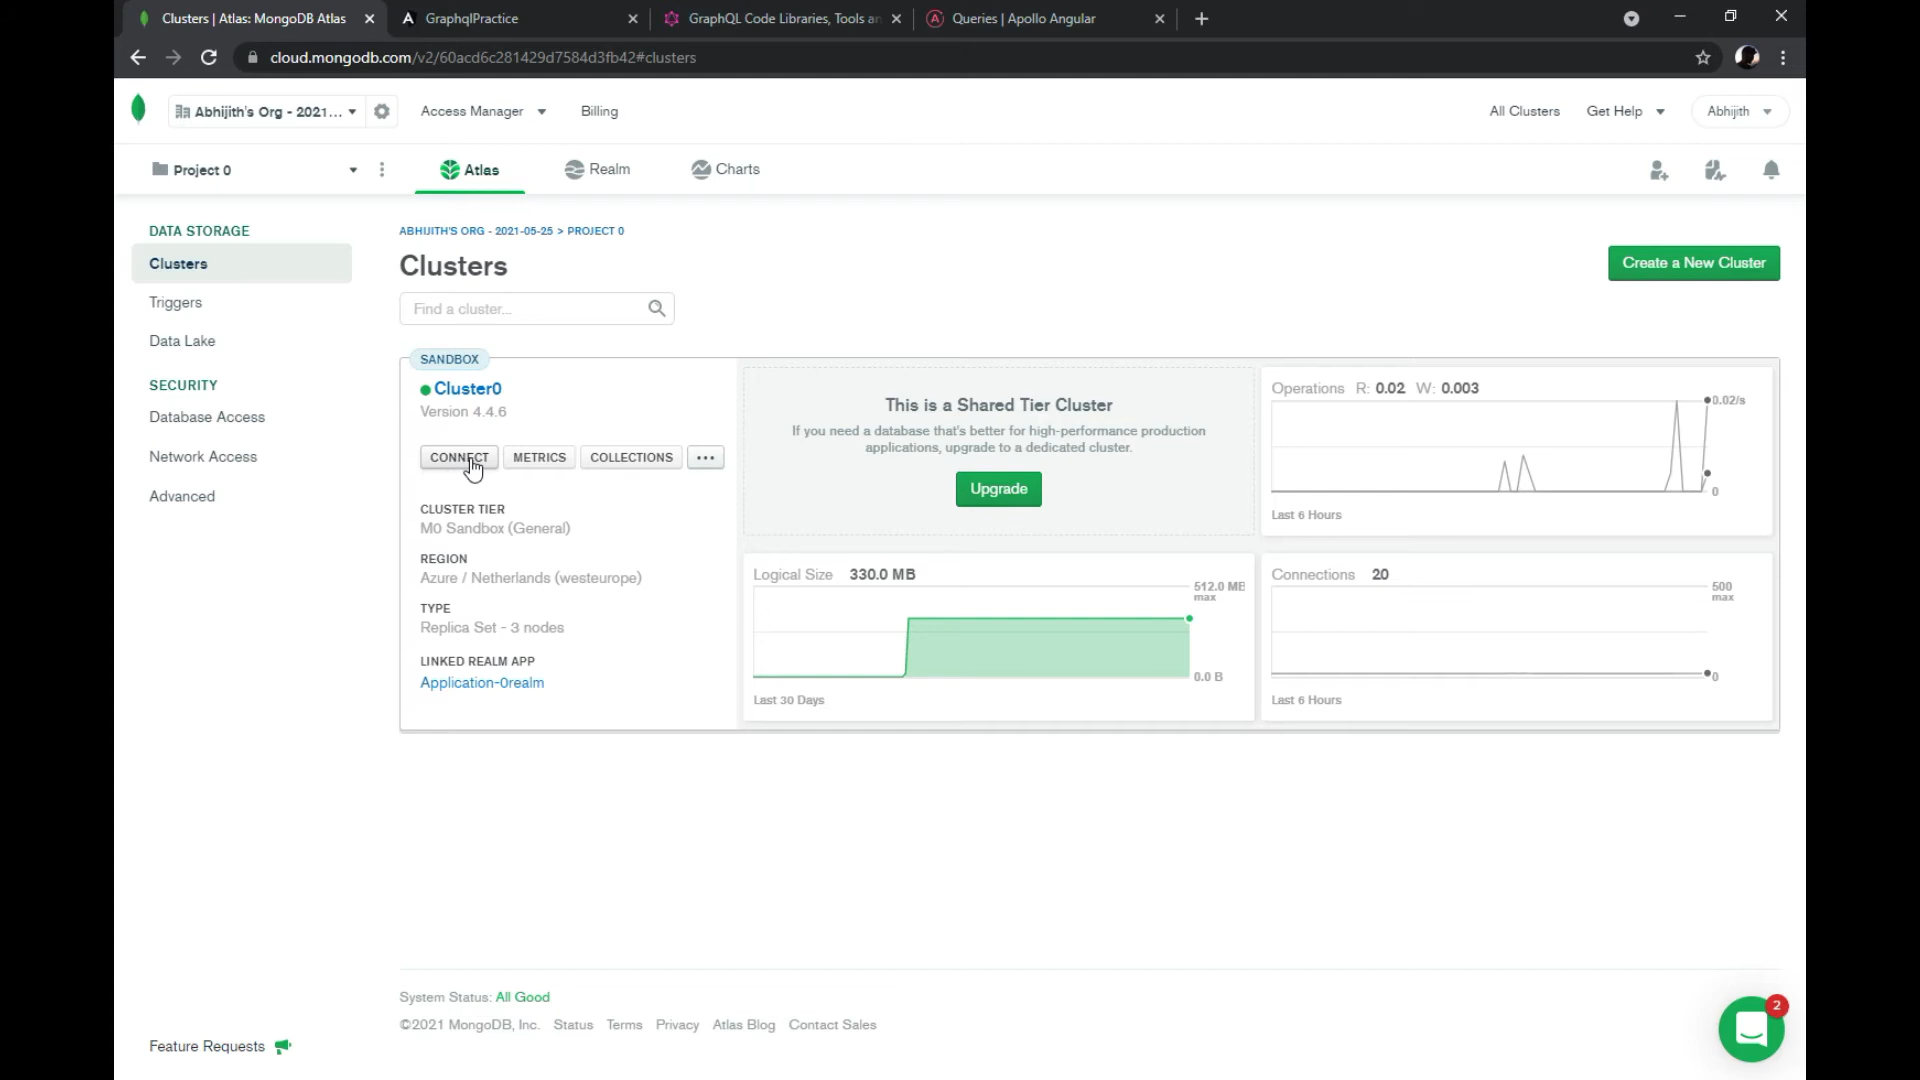 Clusters | Atlas: MongoDB Atlas
GraphqlPractice
GraphQL Code Libraries, Tools an
Queries | Apollo Angular
cloud.mongodb.com/v2/60acd6c281429d7584d3fb42#clusters
Abhijith's Org - 2021...
Access Manager
Billing
All Clusters
Get Help
Abhijith
Project 0
Atlas
Realm
Charts
DATA STORAGE
Clusters
Triggers
Data Lake
SECURITY
Database Access
Network Access
Advanced
ABHIJITH'S ORG - 2021-05-25 > PROJECT 0
Clusters
Create a New Cluster
Find a cluster...
SANDBOX
Cluster0
Version 4.4.6
CONNECT
METRICS
COLLECTIONS
CLUSTER TIER
M0 Sandbox (General)
REGION
Azure / Netherlands (westeurope)
TYPE
Replica Set - 3 nodes
LINKED REALM APP
Application-0realm
This is a Shared Tier Cluster
If you need a database that's better for high-performance production
applications, upgrade to a dedicated cluster.
Upgrade
Operations R: 0.02 W: 0.003
0.02/s
0
Last 6 Hours
Logical Size 330.0 MB
512.0 MB
max
0.0 B
Last 30 Days
Connections 20
500
max
0
Last 6 Hours
System Status: All Good
©2021 MongoDB, Inc. Status Terms Privacy Atlas Blog Contact Sales
Feature Requests
2